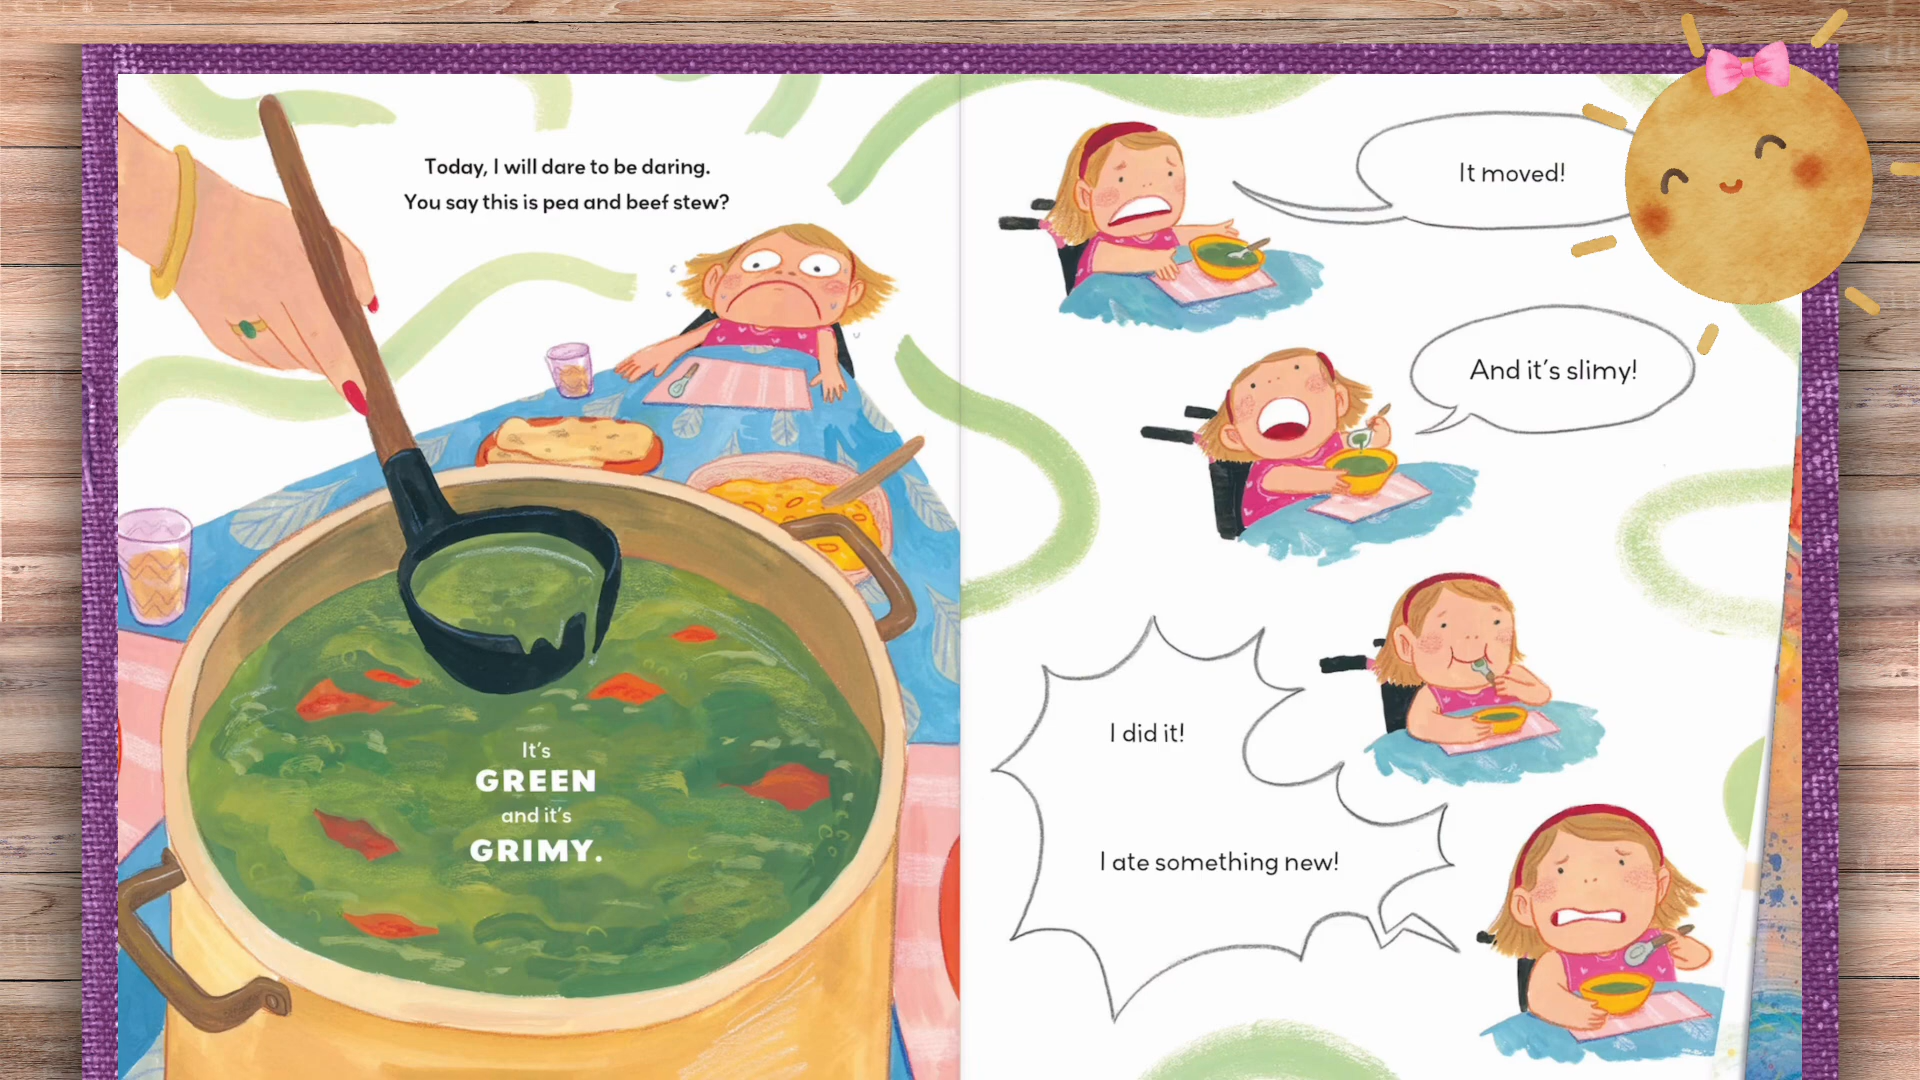 Today, I will dare to be daring.
You say this is pea and beef stew?
It's
GREEN
and it's
GRIMY.
It moved!
And it's slimy!
I did it!
I ate something new!